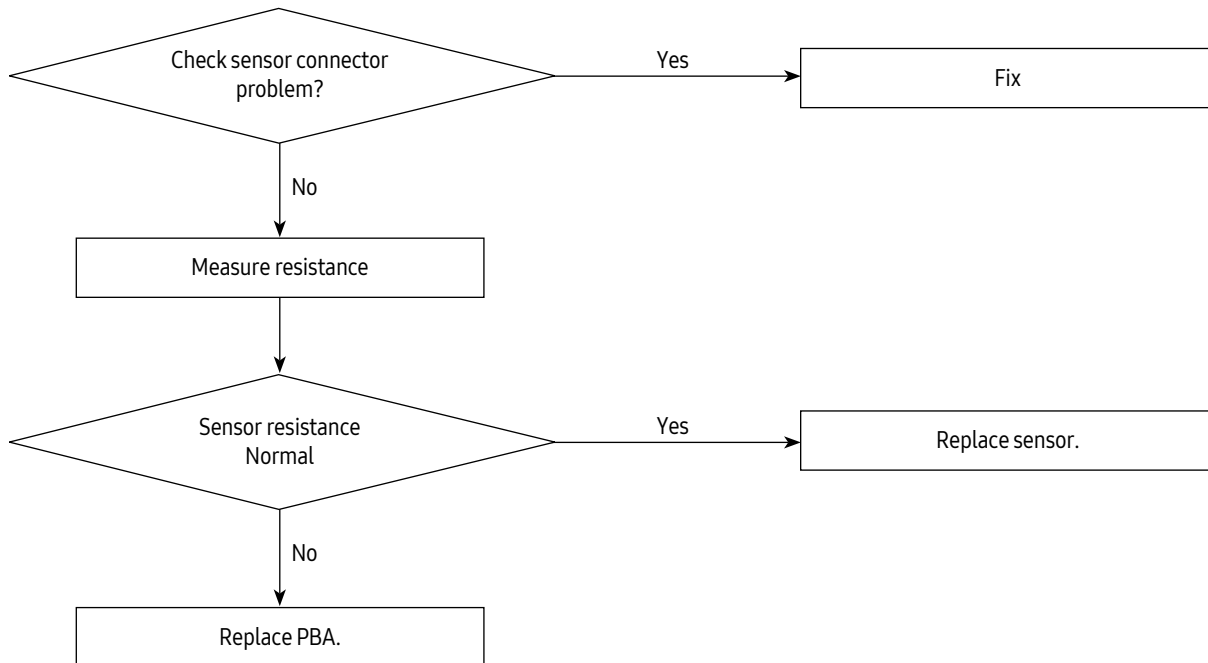 Check sensor connector
problem?
Yes
Fix
No
Measure resistance
Sensor resistance
Normal
Yes
Replace sensor.
No
Replace PBA.